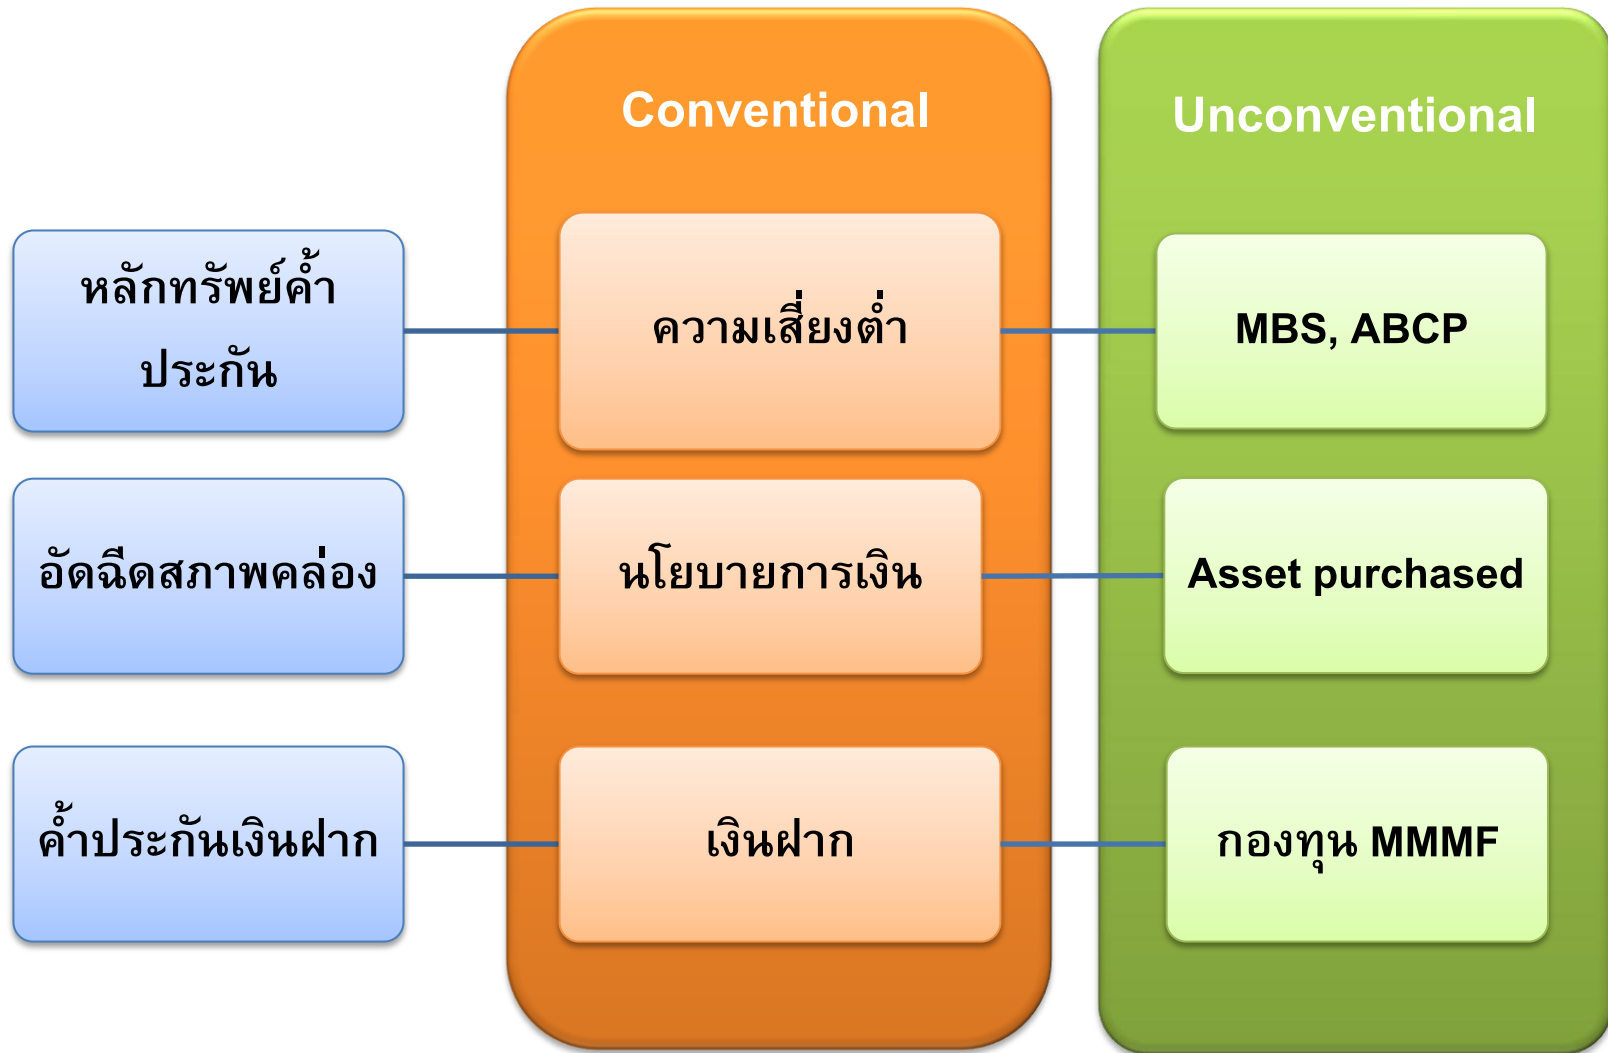 Conventional
Unconventional
หลักทรัพย์ค้ำ
ประกัน
ความเสี่ยงต่ำ
MBS, ABCP
อัดฉีดสภาพคล่อง
นโยบายการเงิน
Asset purchased
ค้ำประกันเงินฝาก
เงินฝาก
กองทุน MMMF